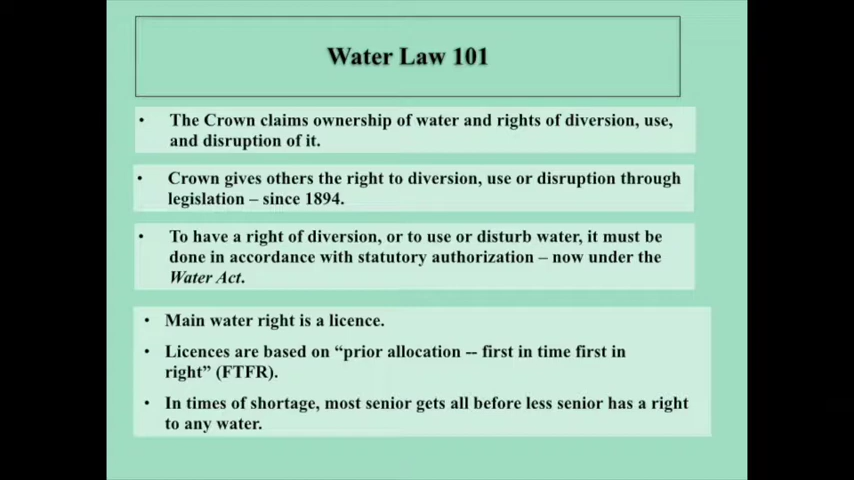 Water Law 101
• The Crown claims ownership of water and rights of diversion, use,
and disruption of it.
• Crown gives others the right to diversion, use or disruption through
legislation – since 1894.
• To have a right of diversion, or to use or disturb water, it must be
done in accordance with statutory authorization – now under the
Water Act.
• Main water right is a licence.
• Licences are based on “prior allocation -- first in time first in
right” (FTFR).
• In times of shortage, most senior gets all before less senior has a right
to any water.